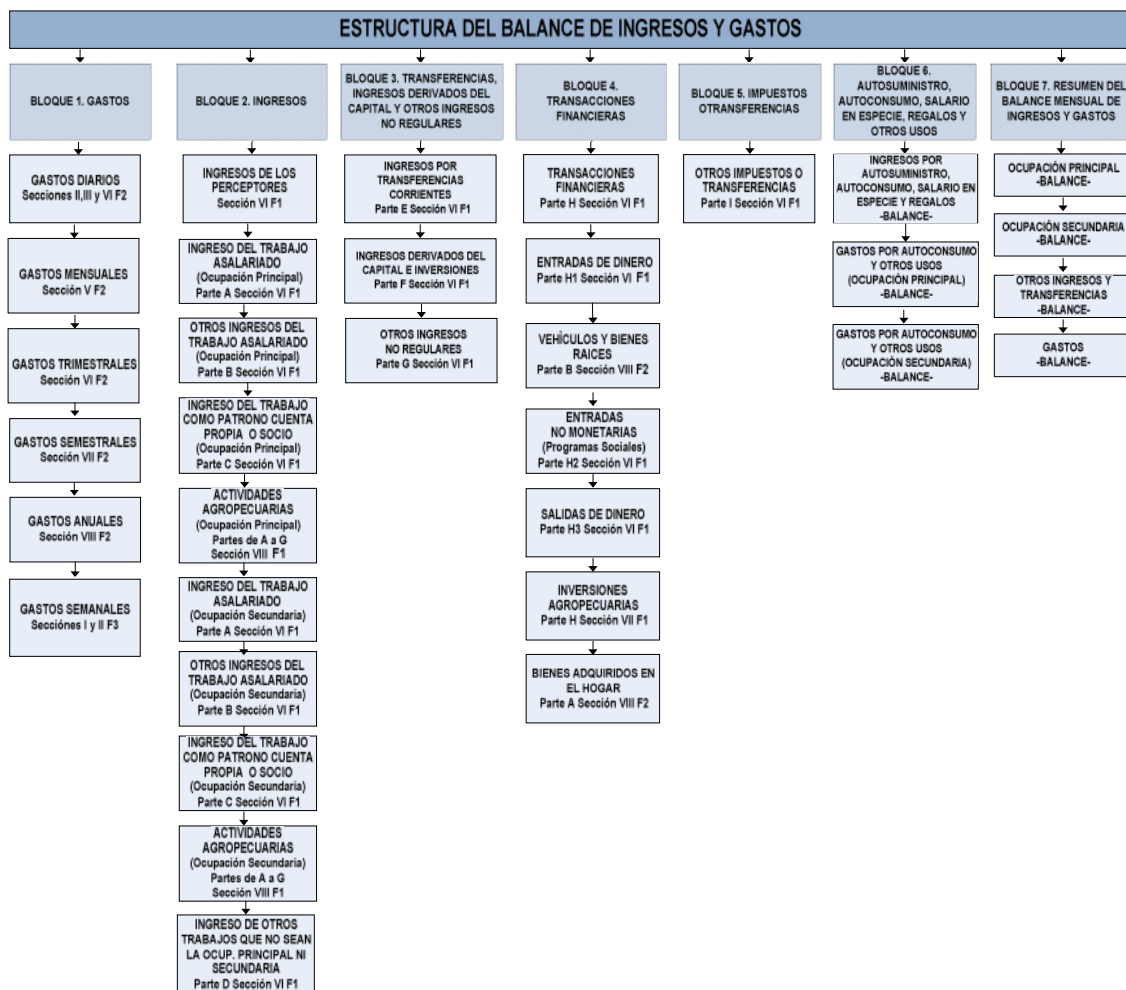 ESTRUCTURA DEL BALANCE DE INGRESOS Y GASTOS
BLOQUE 1. GASTOS
GASTOS DIARIOS
Secciones II,III y VI F2
GASTOS MENSUALES
Sección V F2
GASTOS TRIMESTRALES
Sección VI F2
GASTOS SEMESTRALES
Sección VII F2
GASTOS ANUALES
Sección VIII F2
GASTOS SEMANALES
Secciónes I y II F3
BLOQUE 2. INGRESOS
INGRESOS DE LOS
PERCEPTORES
Sección VI F1
INGRESO DEL TRABAJO
ASALARIADO
(Ocupación Principal)
Parte A Sección VI F1
OTROS INGRESOS DEL
TRABAJO ASALARIADO
(Ocupación Principal)
Parte B Sección VI F1
INGRESO DEL TRABAJO
COMO PATRONO CUENTA
PROPIA O SOCIO
(Ocupación Principal)
Parte C Sección VI F1
ACTIVIDADES
AGROPECUARIAS
(Ocupación Principal)
Partes de A a G
Sección VIII F1
INGRESO DEL TRABAJO
ASALARIADO
(Ocupación Secundaria)
Parte A Sección VI F1
OTROS INGRESOS DEL
TRABAJO ASALARIADO
(Ocupación Secundaria)
Parte B Sección VI F1
INGRESO DEL TRABAJO
COMO PATRONO CUENTA
PROPIA O SOCIO
(Ocupación Secundaria)
Parte C Sección VI F1
ACTIVIDADES
AGROPECUARIAS
(Ocupación Secundaria)
Partes de A a G
Sección VIII F1
INGRESO DE OTROS
TRABAJOS QUE NO SEAN
LA OCUP. PRINCIPAL NI
SECUNDARIA
Parte D Sección VI F1
BLOQUE 3. TRANSFERENCIAS,
INGRESOS DERIVADOS DEL
CAPITAL Y OTROS INGRESOS
NO REGULARES
INGRESOS POR
TRANSFERENCIAS
CORRIENTES
Parte E Sección VI F1
INGRESOS DERIVADOS DEL
CAPITAL E INVERSIONES
Parte F Sección VI F1
OTROS INGRESOS
NO REGULARES
Parte G Sección VI F1
BLOQUE 4.
TRANSACCIONES
FINANCIERAS
TRANSACCIONES
FINANCIERAS
Parte H Sección VI F1
ENTRADAS DE DINERO
Parte H1 Sección VI F1
VEHÍCULOS Y BIENES
RAICES
Parte B Sección VIII F2
ENTRADAS
NO MONETARIAS
(Programas Sociales)
Parte H2 Sección VI F1
SALIDAS DE DINERO
Parte H3 Sección VI F1
INVERSIONES
AGROPECUARIAS
Parte H Sección VII F1
BIENES ADQUIRIDOS EN
EL HOGAR
Parte A Sección VIII F2
BLOQUE 5. IMPUESTOS
OTRANSFERENCIAS
OTROS IMPUESTOS O
TRANSFERENCIAS
Parte I Sección VI F1
BLOQUE 6.
AUTOSUMINISTRO,
AUTOCONSUMO, SALARIO
EN ESPECIE, REGALOS Y
OTROS USOS
INGRESOS POR
AUTOSUMINISTRO,
AUTOCONSUMO, SALARIO EN
ESPECIE Y REGALOS
-BALANCE-
GASTOS POR AUTOCONSUMO
Y OTROS USOS
(OCUPACIÓN PRINCIPAL)
-BALANCE-
GASTOS POR AUTOCONSUMO
Y OTROS USOS
(OCUPACIÓN SECUNDARIA)
-BALANCE-
BLOQUE 7. RESUMEN DEL
BALANCE MENSUAL DE
INGRESOS Y GASTOS
OCUPACIÓN PRINCIPAL
-BALANCE-
OCUPACIÓN SECUNDARIA
-BALANCE-
OTROS INGRESOS Y
TRANSFERENCIAS
-BALANCE-
GASTOS
-BALANCE-